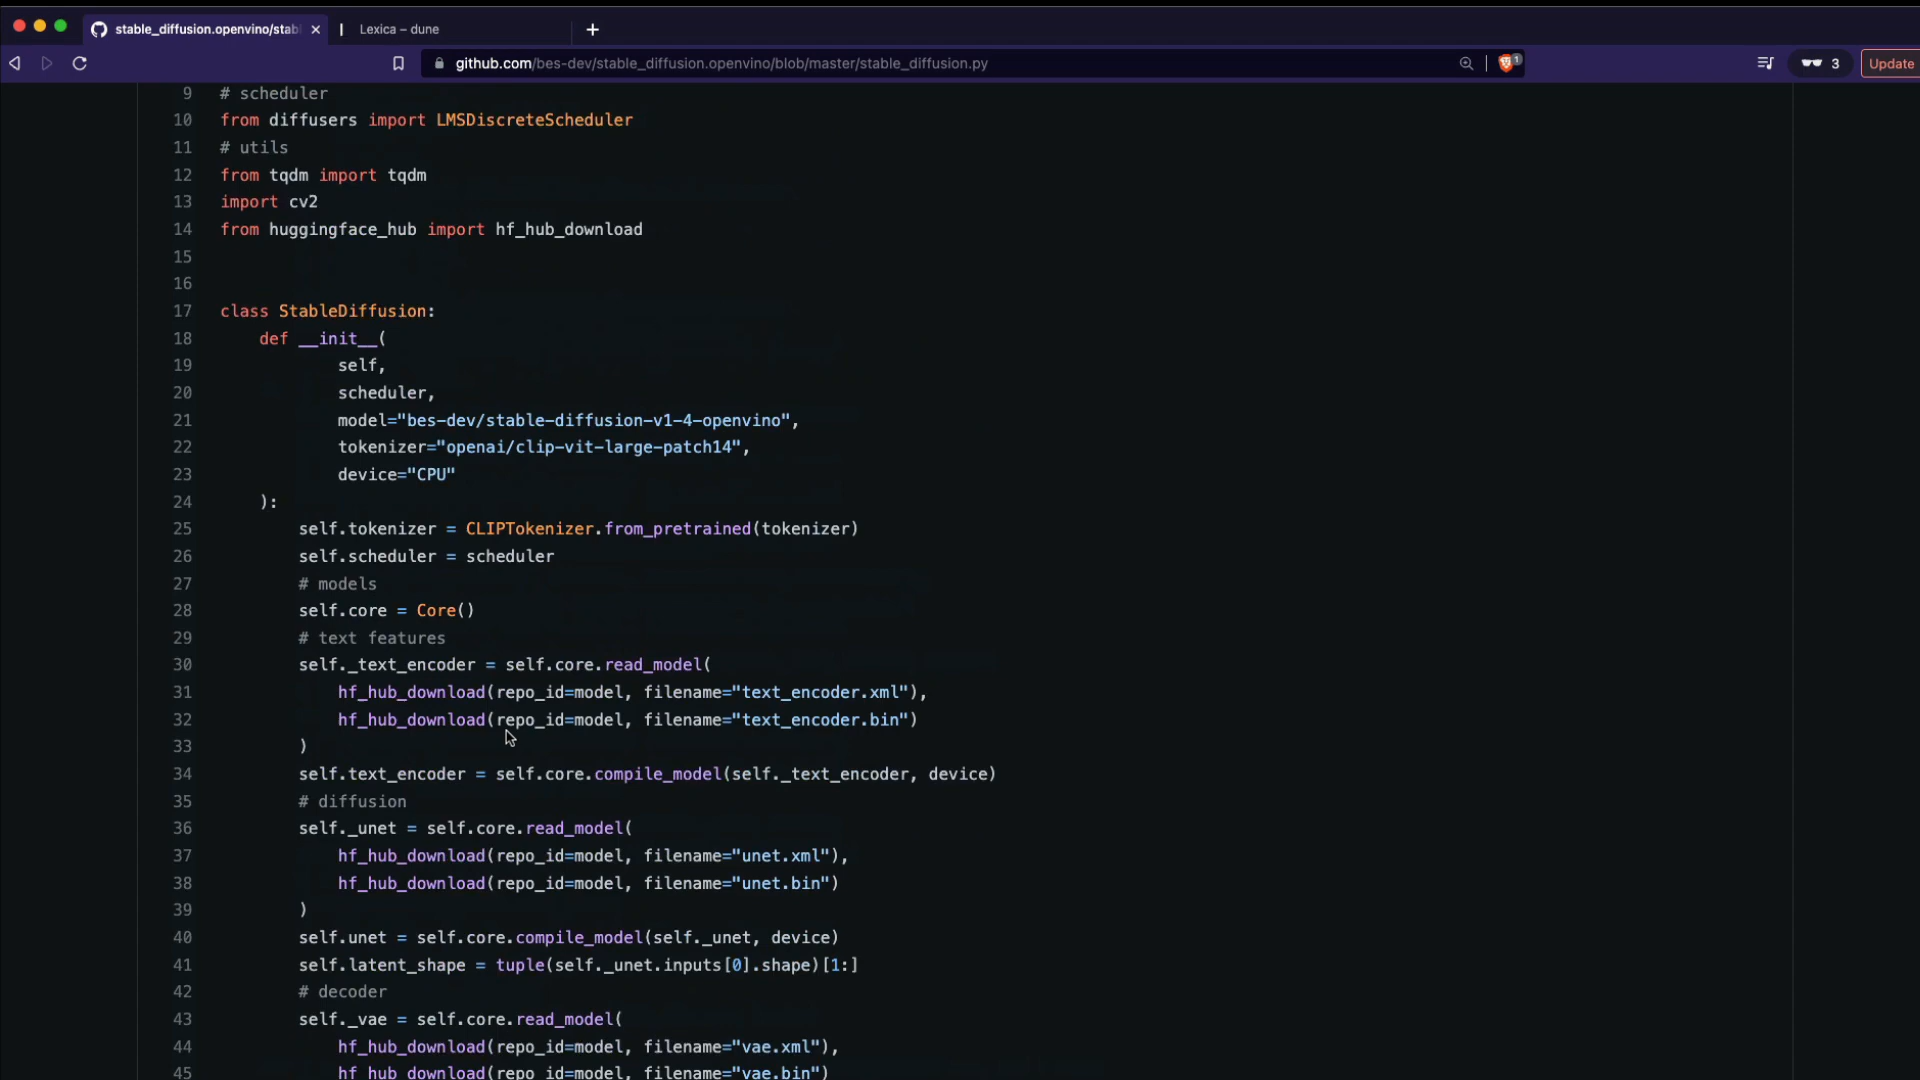 stable_diffusion.openvino/stab
Lexica – dune
github.com/bes-dev/stable_diffusion.openvino/blob/master/stable_diffusion.py
1
3
Update
9 # scheduler
10 from diffusers import LMSDiscreteScheduler
11 # utils
12 from tqdm import tqdm
13 import cv2
14 from huggingface_hub import hf_hub_download
15
16
17 class StableDiffusion:
18 def __init__(
19 self,
20 scheduler,
21 model="bes-dev/stable-diffusion-v1-4-openvino",
22 tokenizer="openai/clip-vit-large-patch14",
23 device="CPU"
24 ):
25 self.tokenizer = CLIPTokenizer.from_pretrained(tokenizer)
26 self.scheduler = scheduler
27 # models
28 self.core = Core()
29 # text features
30 self._text_encoder = self.core.read_model(
31 hf_hub_download(repo_id=model, filename="text_encoder.xml"),
32 hf_hub_download(repo_id=model, filename="text_encoder.bin")
33 )
34 self.text_encoder = self.core.compile_model(self._text_encoder, device)
35 # diffusion
36 self._unet = self.core.read_model(
37 hf_hub_download(repo_id=model, filename="unet.xml"),
38 hf_hub_download(repo_id=model, filename="unet.bin")
39 )
40 self.unet = self.core.compile_model(self._unet, device)
41 self.latent_shape = tuple(self._unet.inputs[0].shape)[1:]
42 # decoder
43 self._vae = self.core.read_model(
44 hf_hub_download(repo_id=model, filename="vae.xml"),
45 hf_hub_download(repo_id=model, filename="vae.bin")